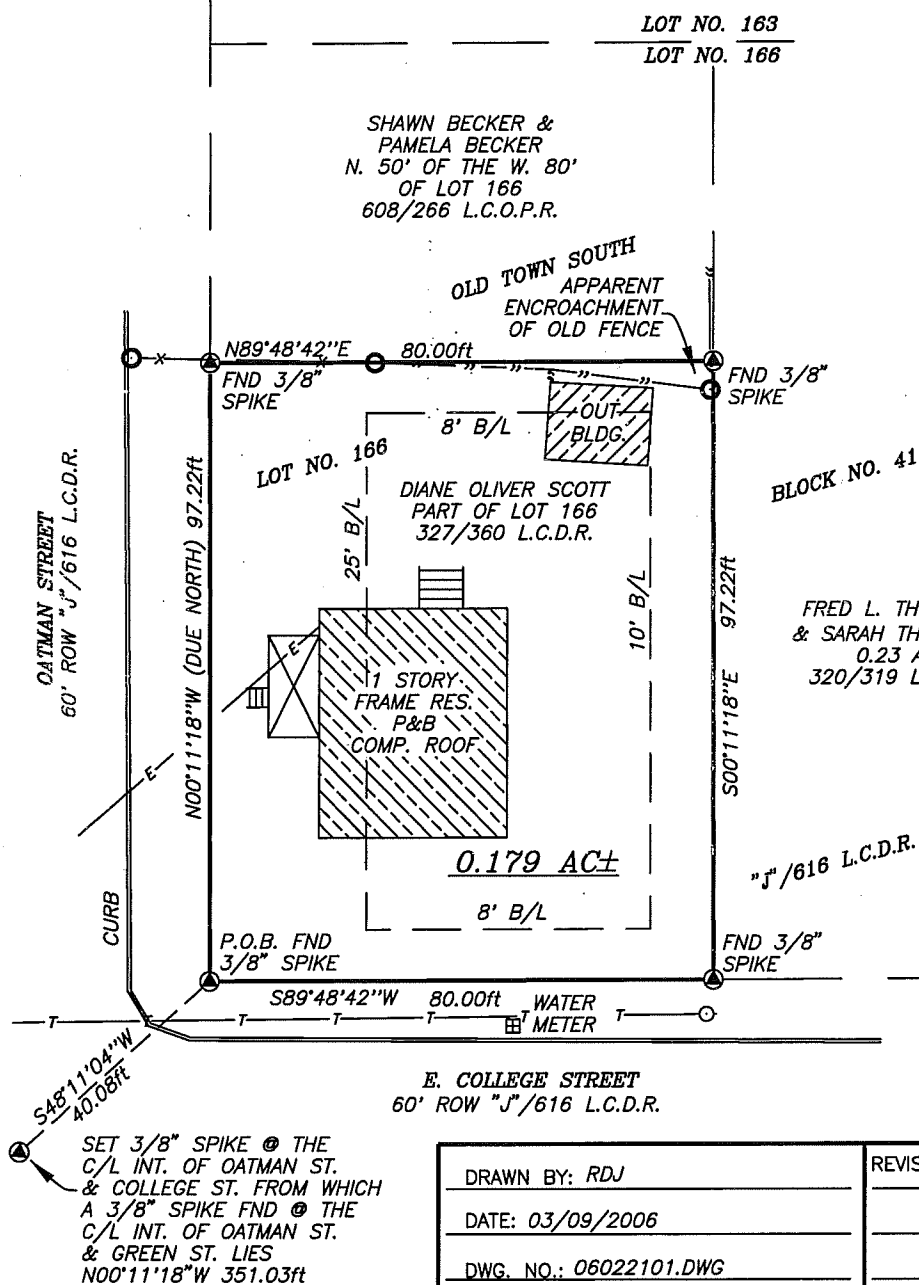 LOT NO. 163
LOT NO. 166
SHAWN BECKER &
PAMELA BECKER
N. 50' OF THE W. 80'
OF LOT 166
608/266 L.C.O.P.R.
OLD TOWN SOUTH
APPARENT
ENCROACHMENT
OF OLD FENCE
N89°48'42"E 80.00ft
FND 3/8"
SPIKE
FND 3/8"
SPIKE
OUT
BLDG.
8' B/L
LOT NO. 166
BLOCK NO. 41
DIANE OLIVER SCOTT
PART OF LOT 166
327/360 L.C.D.R.
25' B/L
10' B/L
OATMAN STREET
60' ROW "J"/616 L.C.D.R.
N00°11'18"W (DUE NORTH) 97.22ft
S00°11'18"E 97.22ft
FRED L. TH
& SARAH TH
0.23 A
320/319 L
E
1 STORY
FRAME RES.
P&B
COMP. ROOF
E
0.179 AC±
"J"/616 L.C.D.R.
8' B/L
CURB
P.O.B. FND
3/8" SPIKE
FND 3/8"
SPIKE
S89°48'42"W 80.00ft
WATER
METER
T T T T T T T
E. COLLEGE STREET
60' ROW "J"/616 L.C.D.R.
S48°11'04"W
40.08ft
SET 3/8" SPIKE @ THE
C/L INT. OF OATMAN ST.
& COLLEGE ST. FROM WHICH
A 3/8" SPIKE FND @ THE
C/L INT. OF OATMAN ST.
& GREEN ST. LIES
N00°11'18"W 351.03ft
DRAWN BY: RDJ
REVIS
DATE: 03/09/2006
DWG. NO.: 06022101.DWG